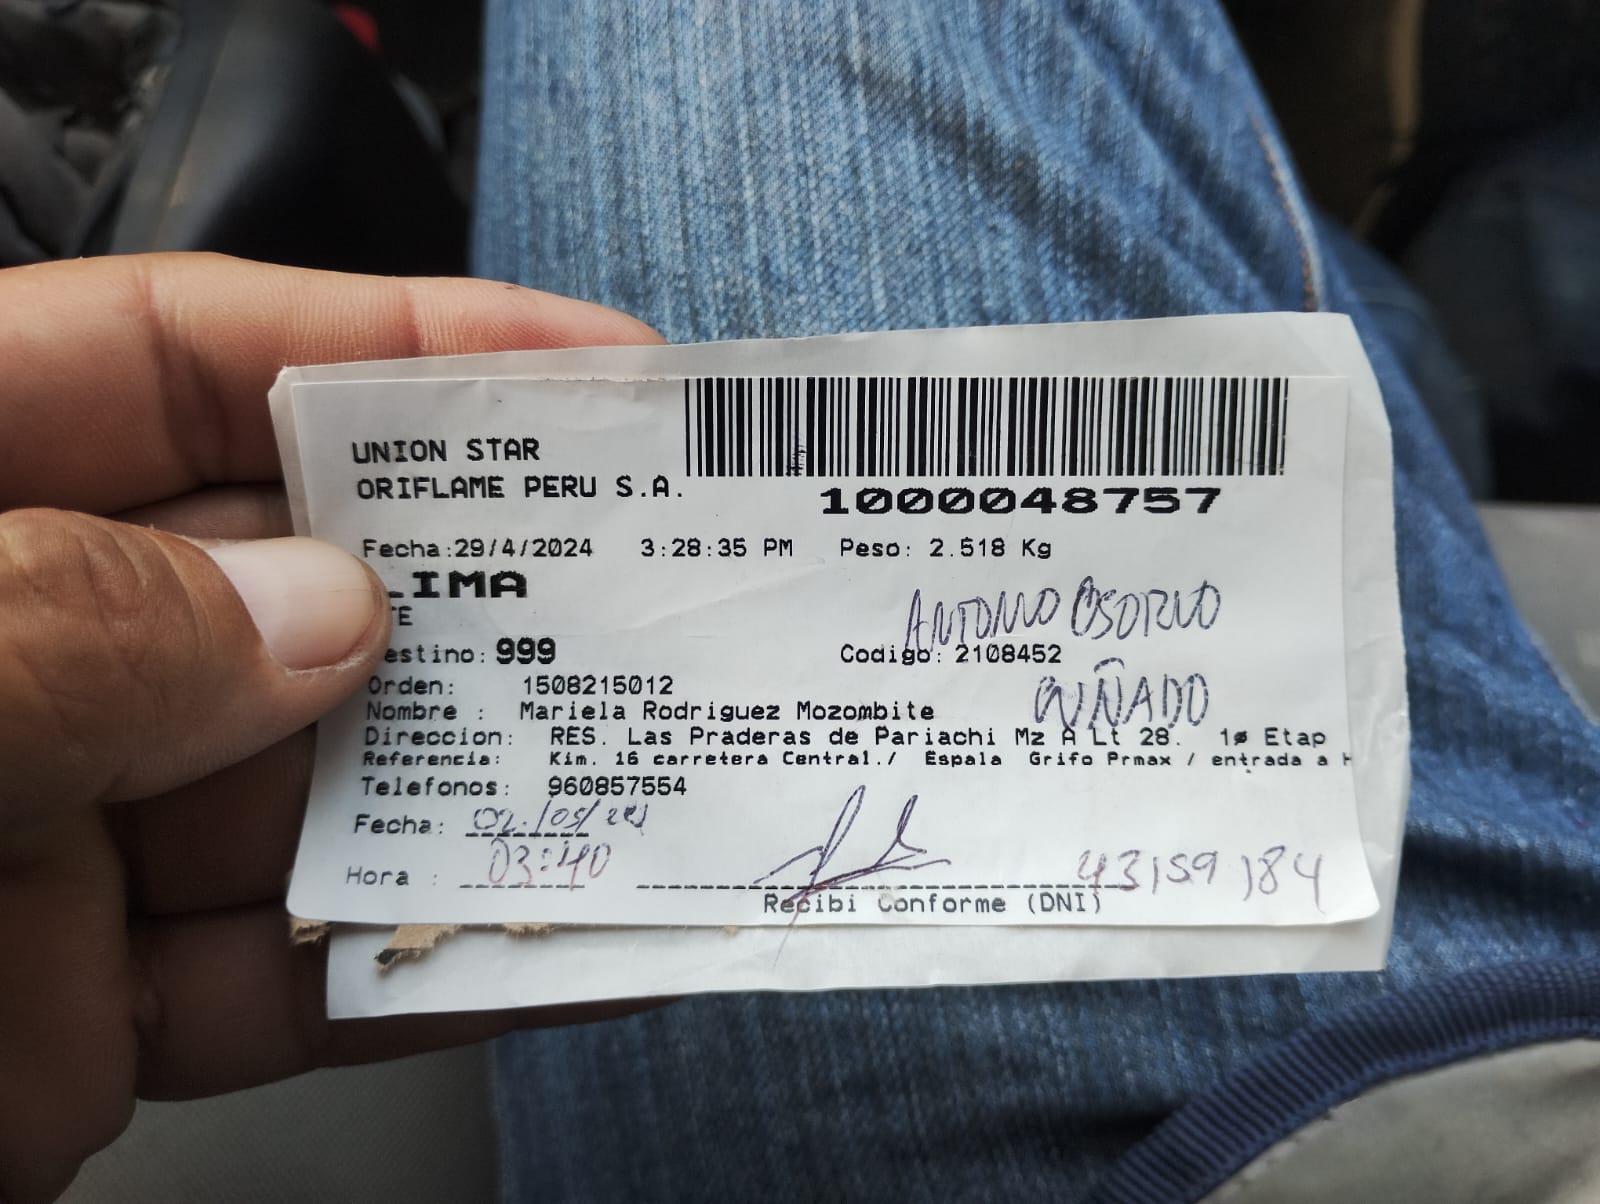 UNION STAR
ORIFLAME PERU S.A.
1000048757
Fecha:29/4/2024 3:28:35 PM Peso: 2.518 Kg
LIMA
TE
ANTONIO OSORNO
estino: 999 Codigo: 2108452
Orden: 1508215012
CUÑADO
Nombre : Mariela Rodriguez Mozombite
Direccion: RES. Las Praderas de Pariachi Mz A Lt 28. 1ª Etap
Referencia: Kim. 16 carretera Central./ Espala Grifo Prmax / entrada a H
Telefonos: 960857554
Fecha: 02/05/24
Hora : 03:40
43159184
Recibi Conforme (DNI)